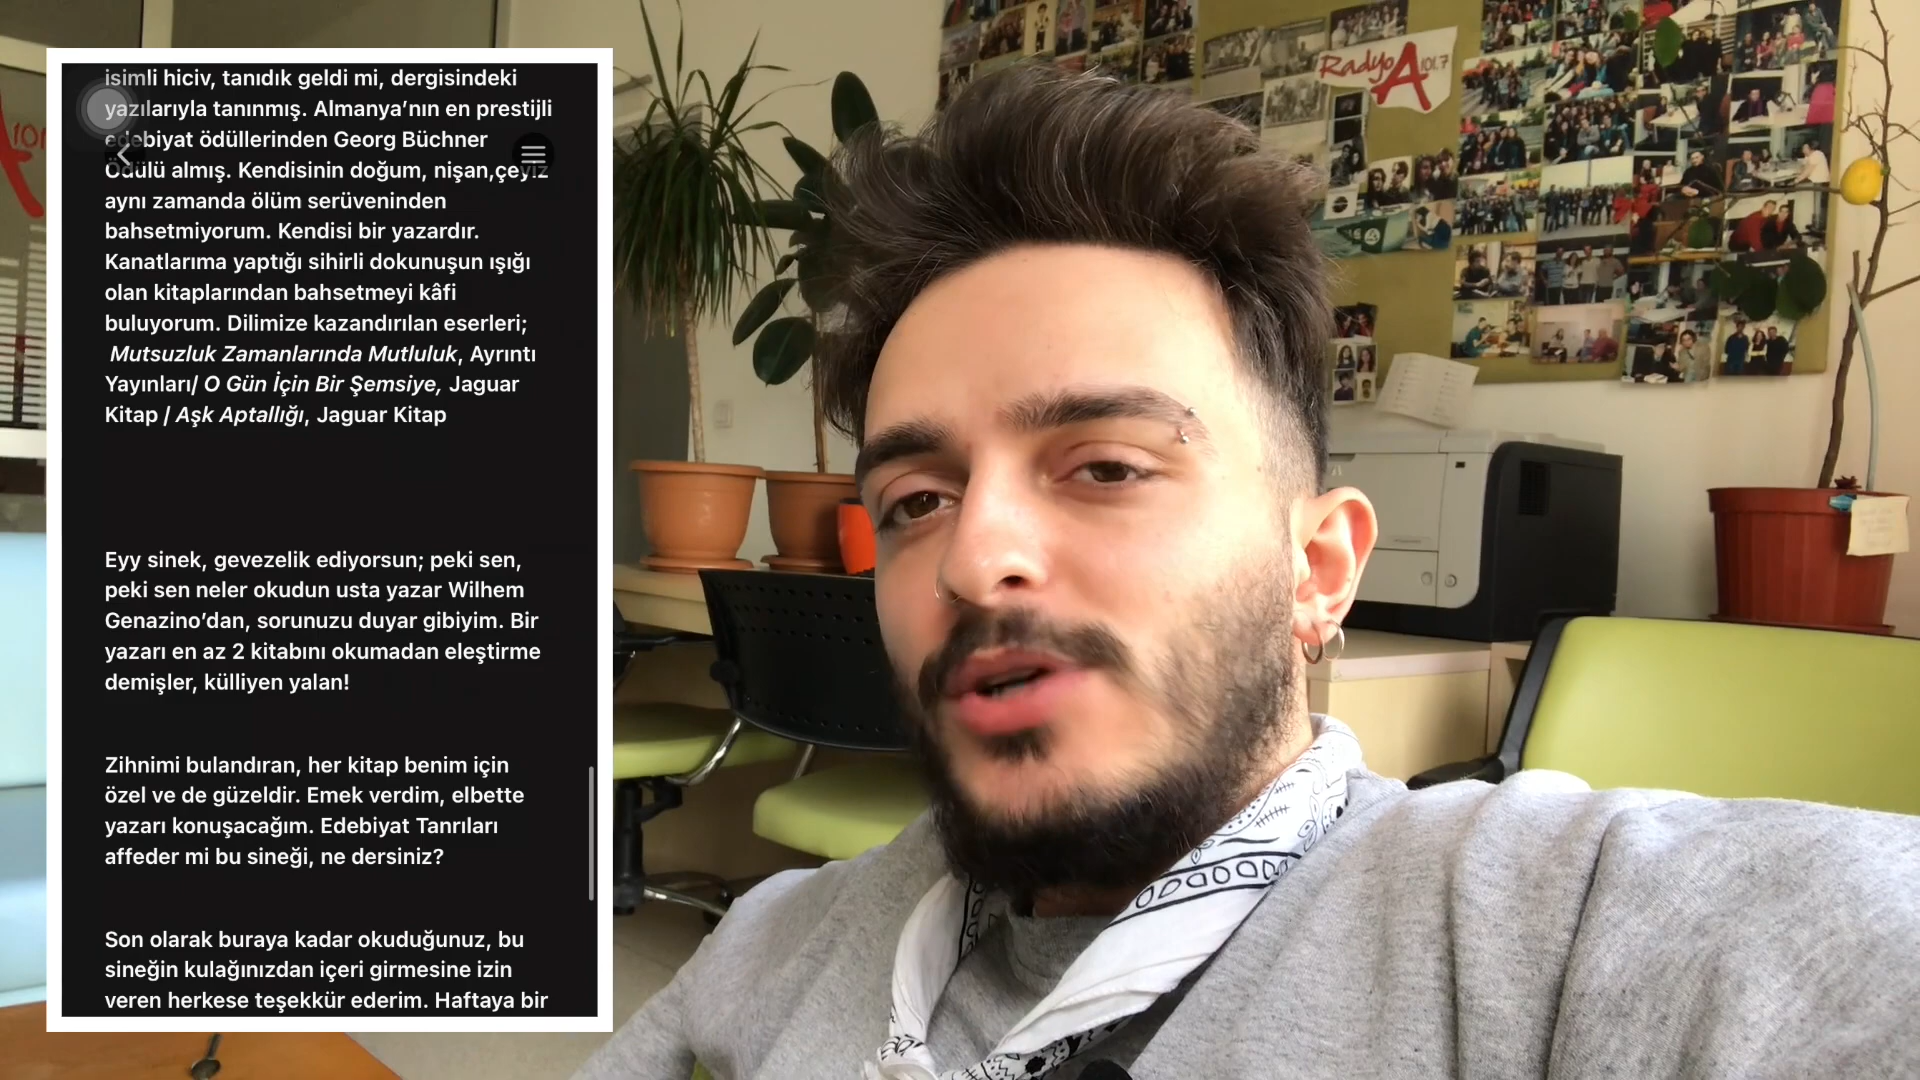 isimli hiciv, tanıdık geldi mi, dergisindeki
yazılarıyla tanınmış. Almanya’nın en prestijli
edebiyat ödüllerinden Georg Büchner
Ödülü almış. Kendisinin doğum, nişan,çeyiz
aynı zamanda ölüm serüveninden
bahsetmiyorum. Kendisi bir yazardır.
Kanatlarıma yaptığı sihirli dokunuşun ışığı
olan kitaplarından bahsetmeyi kâfi
buluyorum. Dilimize kazandırılan eserleri;
Mutsuzluk Zamanlarında Mutluluk, Ayrıntı
Yayınları/ O Gün İçin Bir Şemsiye, Jaguar
Kitap / Aşk Aptallığı, Jaguar Kitap
Eyy sinek, gevezelik ediyorsun; peki sen,
peki sen neler okudun usta yazar Wilhem
Genazino’dan, sorunuzu duyar gibiyim. Bir
yazarı en az 2 kitabını okumadan eleştirme
demişler, külliyen yalan!
Zihnimi bulandıran, her kitap benim için
özel ve de güzeldir. Emek verdim, elbette
yazarı konuşacağım. Edebiyat Tanrıları
affeder mi bu sineği, ne dersiniz?
Son olarak buraya kadar okuduğunuz, bu
sineğin kulağınızdan içeri girmesine izin
veren herkese teşekkür ederim. Haftaya bir
Radyo A 101.7